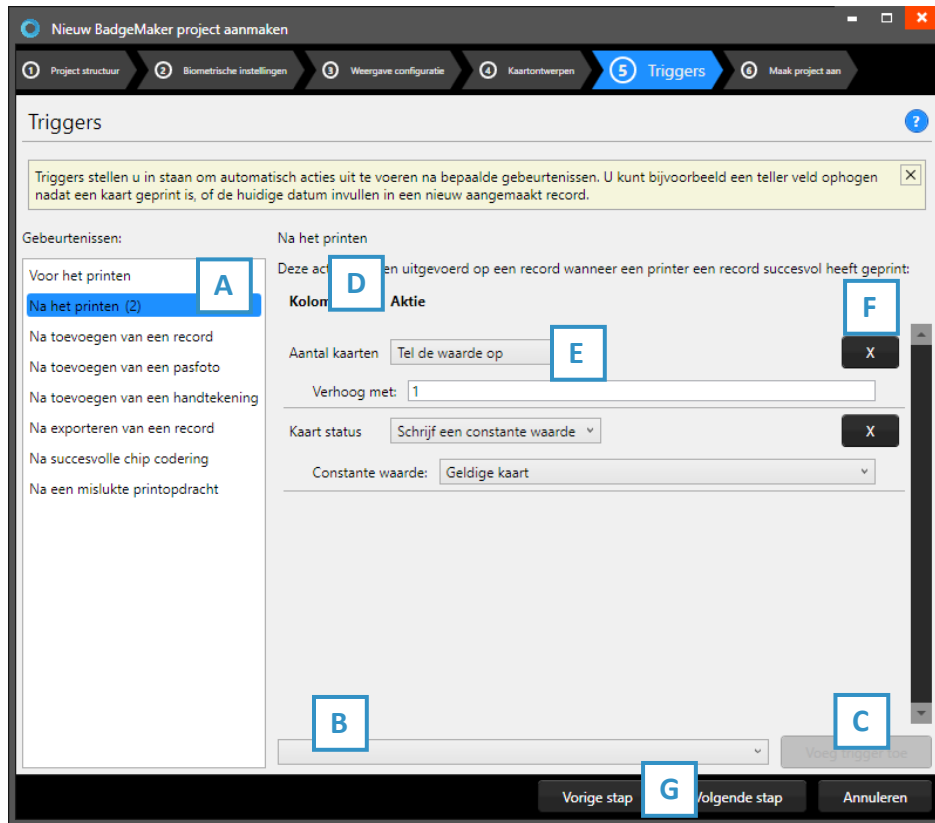 Nieuw BadgeMaker project aanmaken
1 Project structuur 2 Biometrische instellingen 3 Weergave configuratie 4 Kaartontwerpen 5 Triggers 6 Maak project aan
Triggers ?
Triggers stellen u in staan om automatisch acties uit te voeren na bepaalde gebeurtenissen. U kunt bijvoorbeeld een teller veld ophogen
nadat een kaart geprint is, of de huidige datum invullen in een nieuw aangemaakt record.
Gebeurtenissen:
Voor het printen
A
Na het printen (2)
Na toevoegen van een record
Na toevoegen van een pasfoto
Na toevoegen van een handtekening
Na exporteren van een record
Na succesvolle chip codering
Na een mislukte printopdracht
Na het printen
Deze act D en uitgevoerd op een record wanneer een printer een record succesvol heeft geprint:
Kolom Aktie
F
Aantal kaarten Tel de waarde op E X
Verhoog met: 1
Kaart status Schrijf een constante waarde X
Constante waarde: Geldige kaart
B
C
Voeg trigger toe
Vorige stap G Volgende stap Annuleren